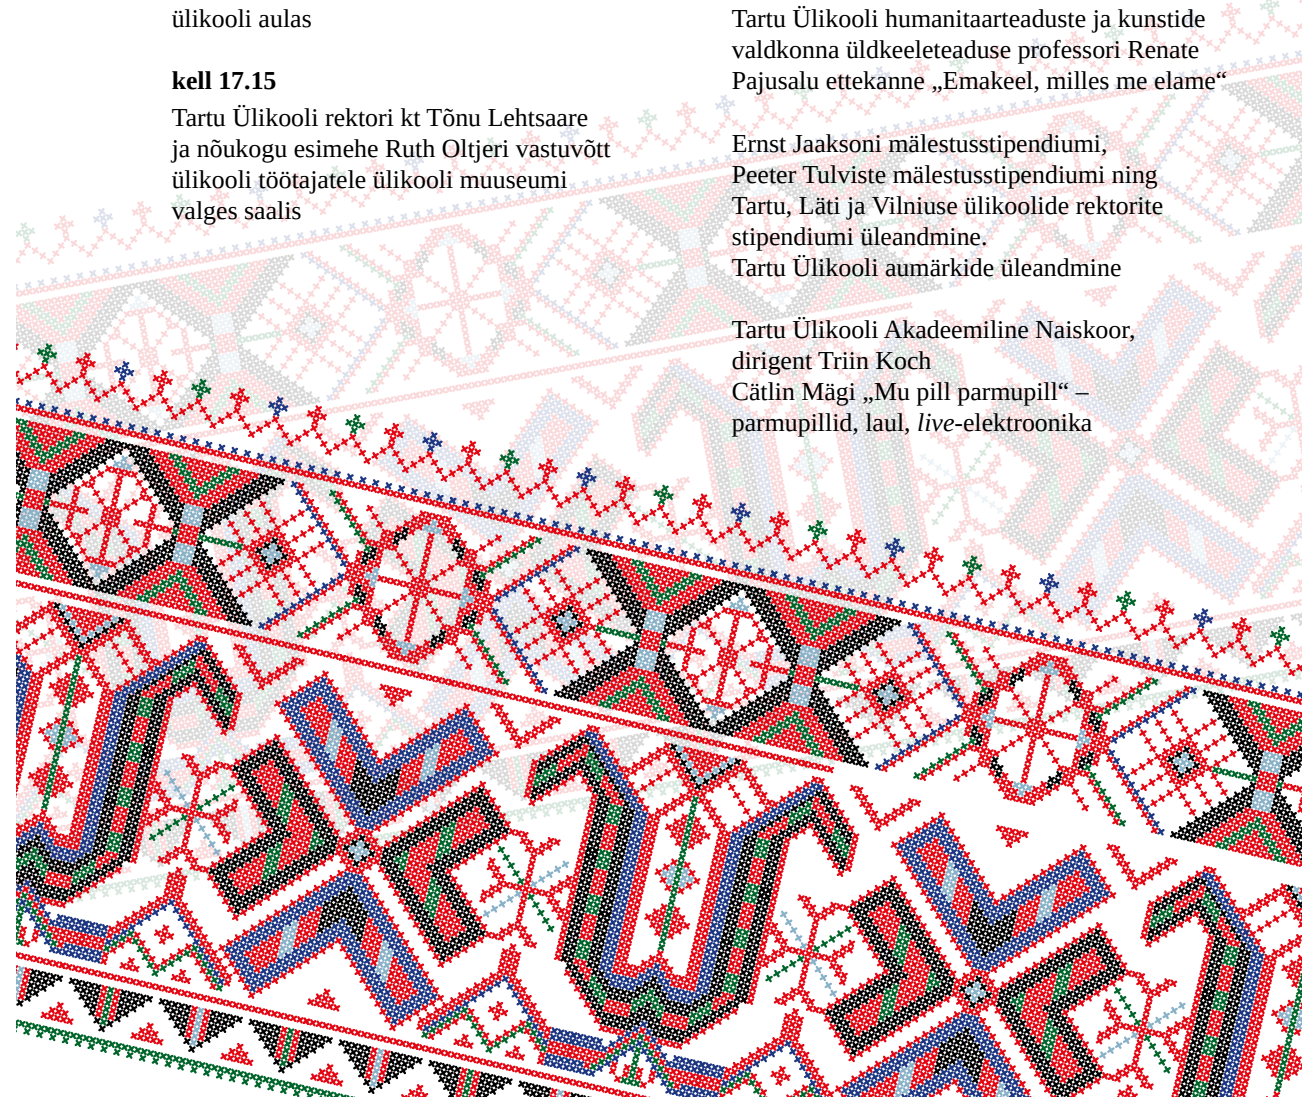 ülikooli aulas
kell 17.15
Tartu Ülikooli rektori kt Tõnu Lehtsaare
ja nõukogu esimehe Ruth Oltjeri vastuvõtt
ülikooli töötajatele ülikooli muuseumi
valges saalis
Tartu Ülikooli humanitaarteaduste ja kunstide
valdkonna üldkeeleteaduse professori Renate
Pajusalu ettekanne „Emakeel, milles me elame“
Ernst Jaaksoni mälestusstipendiumi,
Peeter Tulviste mälestusstipendiumi ning
Tartu, Läti ja Vilniuse ülikoolide rektorite
stipendiumi üleandmine.
Tartu Ülikooli aumärkide üleandmine
Tartu Ülikooli Akadeemiline Naiskoor,
dirigent Triin Koch
Cätlin Mägi „Mu pill parmupill“ –
parmupillid, laul, live-elektroonika